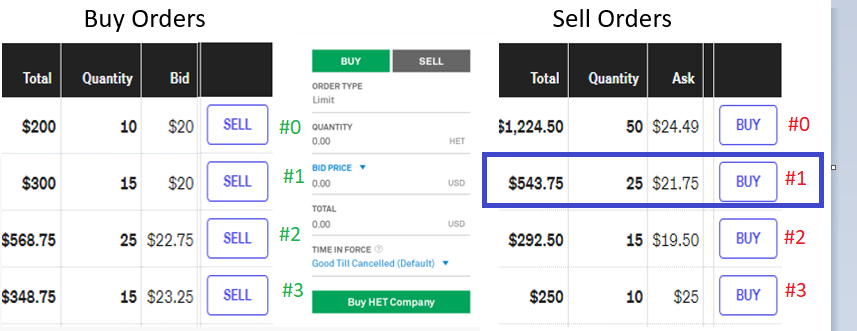 Buy Orders
Sell Orders
Total Quantity Bid
$200 10 $20 SELL #0
$300 15 $20 SELL #1
$568.75 25 $22.75 SELL #2
$348.75 15 $23.25 SELL #3
BUY SELL
ORDER TYPE
Limit
QUANTITY
0.00 HET
BID PRICE
0.00 USD
TOTAL
0.00 USD
TIME IN FORCE
Good Till Cancelled (Default)
Buy HET Company
Total Quantity Ask
$1,224.50 50 $24.49 BUY #0
$543.75 25 $21.75 BUY #1
$292.50 15 $19.50 BUY #2
$250 10 $25 BUY #3